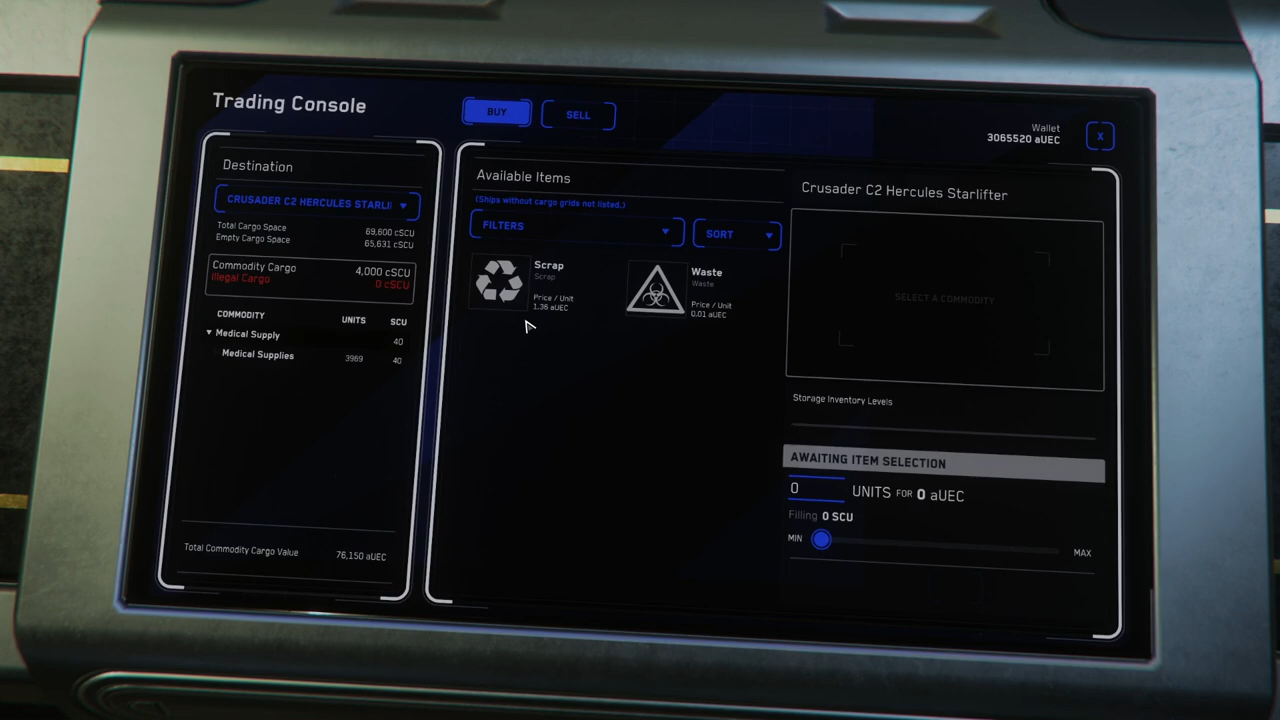 Trading Console
BUY
SELL
Wallet
3065520 aUEC
X
Destination
CRUSADER C2 HERCULES STARLI
Total Cargo Space 69,600 cSCU
Empty Cargo Space 65,631 cSCU
Commodity Cargo 4,000 cSCU
Illegal Cargo 0 cSCU
COMMODITY UNITS SCU
Medical Supply 40
Medical Supplies 3969 40
Total Commodity Cargo Value 76,150 aUEC
Available Items
(Ships without cargo grids not listed.)
FILTERS
SORT
Scrap
Scrap
Price / Unit
1.36 aUEC
Waste
Waste
Price / Unit
0.01 aUEC
Crusader C2 Hercules Starlifter
SELECT A COMMODITY
Storage Inventory Levels
AWAITING ITEM SELECTION
0 UNITS FOR 0 aUEC
Filling 0 SCU
MIN
MAX